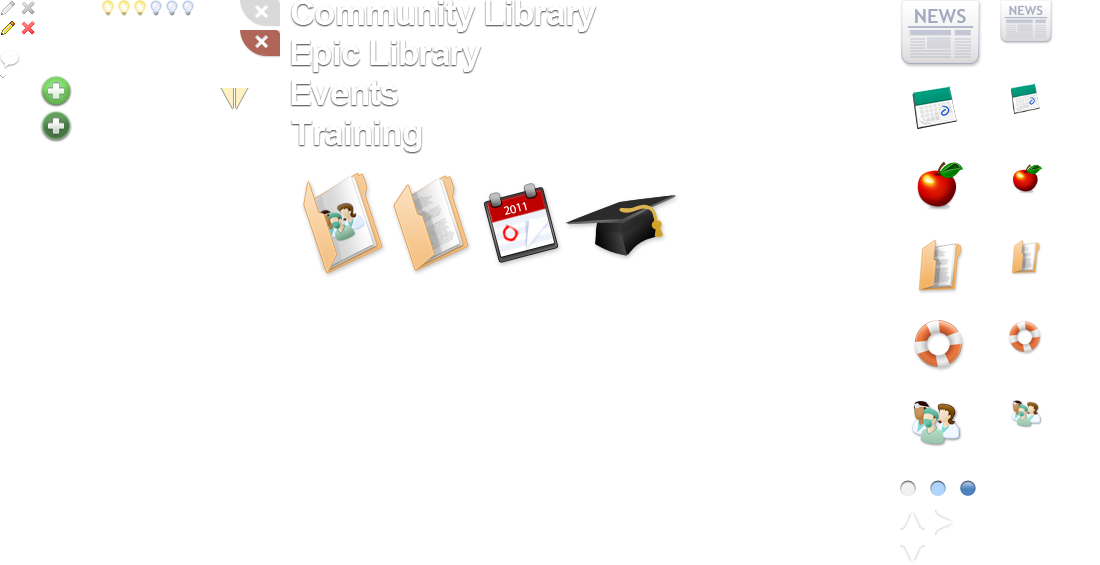 Community Library
Epic Library
Events
Training
2011
NEWS
NEWS